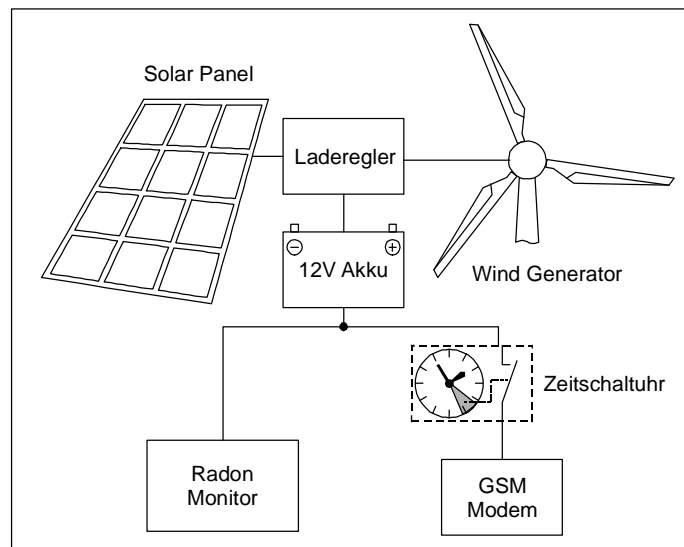 Solar Panel
Laderegler
12V Akku
Wind Generator
Zeitschaltuhr
Radon
Monitor
GSM
Modem